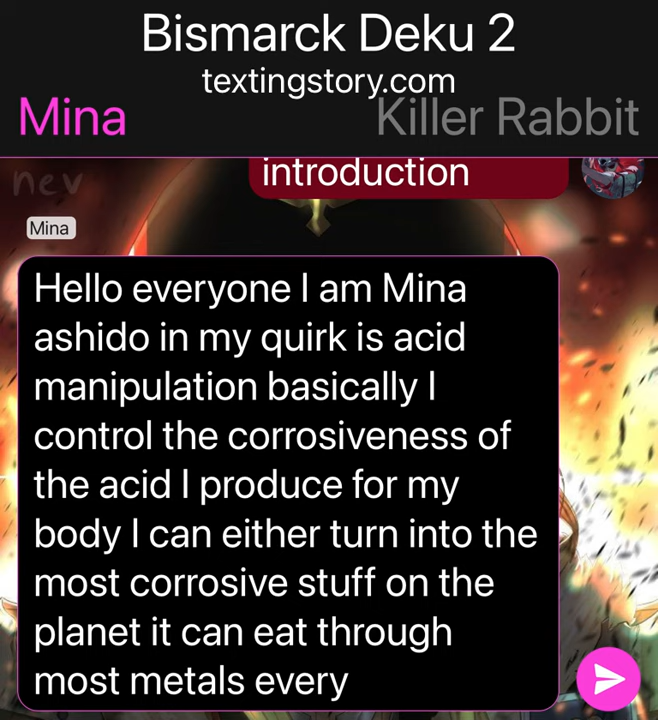 Bismarck Deku 2
textingstory.com
Mina Killer Rabbit
introduction
nev
Mina
Hello everyone I am Mina
ashido in my quirk is acid
manipulation basically I
control the corrosiveness of
the acid I produce for my
body I can either turn into the
most corrosive stuff on the
planet it can eat through
most metals every